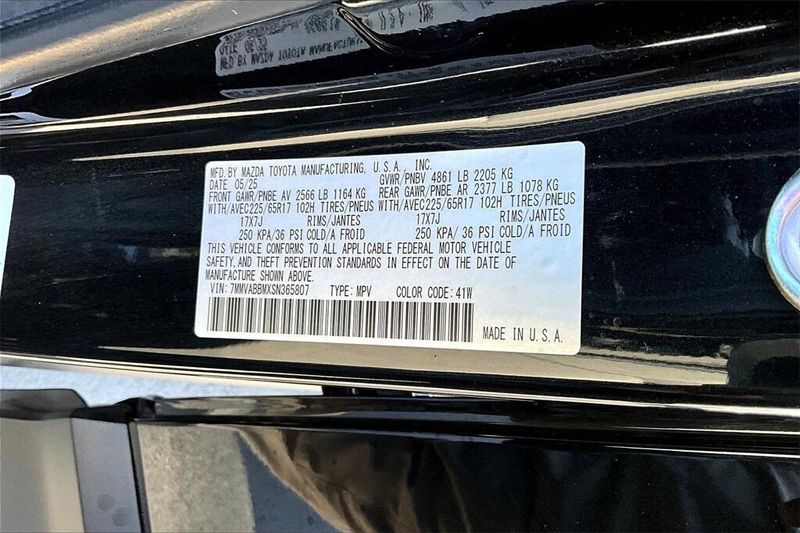 MFD. BY MAZDA TOYOTA MANUFACTURING, U.S.A., INC.
DATE 05/25 GVWR/PNBV 4861 LB 2205 KG
FRONT GAWR/PNBE AV 2566 LB 1164 KG REAR GAWR/PNBE AR 2377 LB 1078 KG
WITH/AVEC225/65R17 102H TIRES/PNEUS WITH/AVEC225/65R17 102H TIRES/PNEUS
17X7J RIMS/JANTES 17X7J RIMS/JANTES
250 KPA/36 PSI COLD/A FROID 250 KPA/36 PSI COLD/A FROID
THIS VEHICLE CONFORMS TO ALL APPLICABLE FEDERAL MOTOR VEHICLE
SAFETY, AND THEFT PREVENTION STANDARDS IN EFFECT ON THE DATE OF
MANUFACTURE SHOWN ABOVE.
VIN: 7MMVABBMXSN365807 TYPE: MPV COLOR CODE: 41W
MADE IN U.S.A.